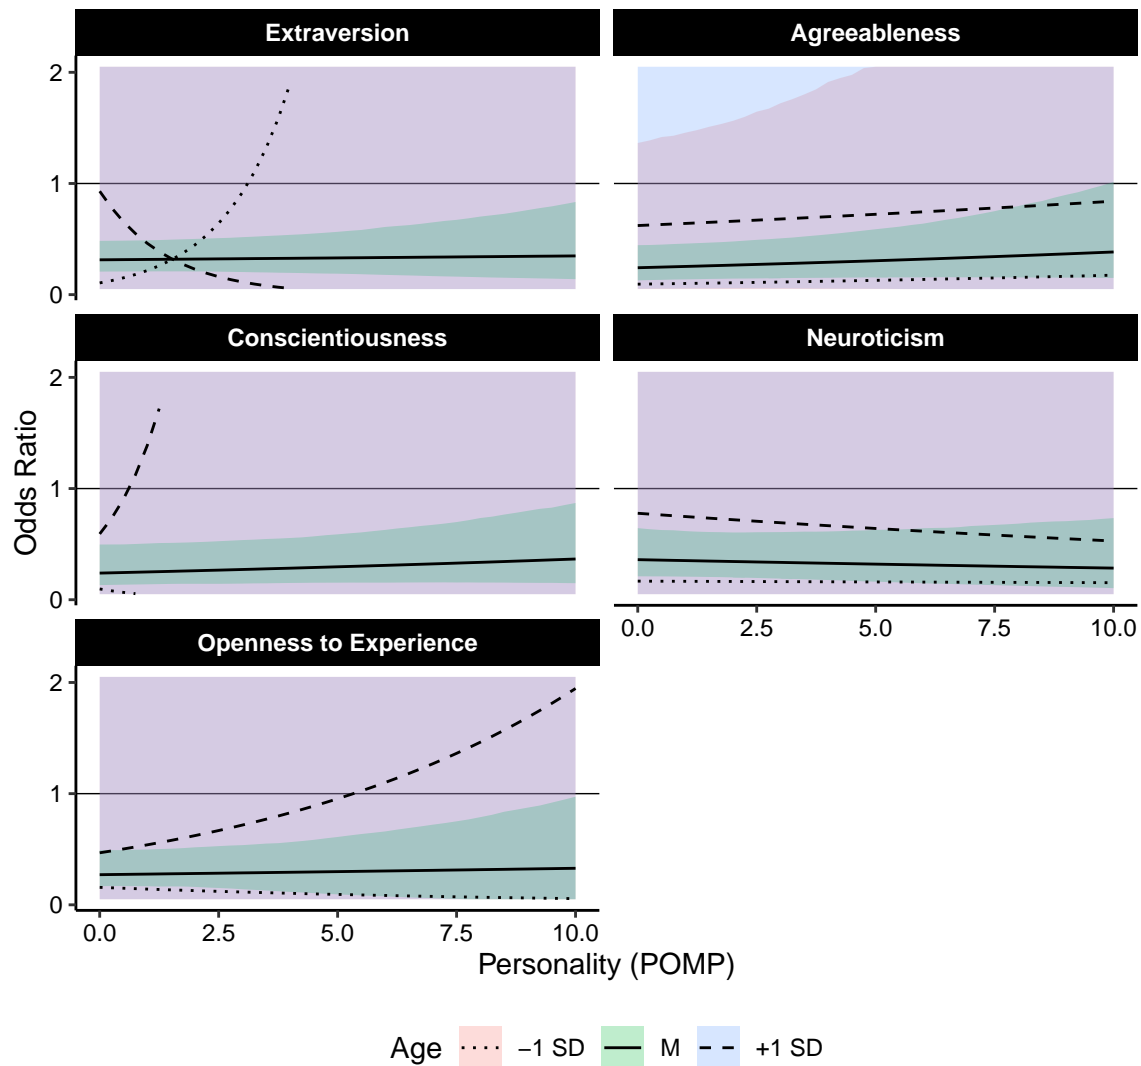 Extraversion
Agreeableness
2
1
0
Conscientiousness
Neuroticism
2
1
0
0.0 2.5 5.0 7.5 10.0
Openness to Experience
2
1
0
0.0 2.5 5.0 7.5 10.0
Odds Ratio
Personality (POMP)
Age −1 SD M +1 SD